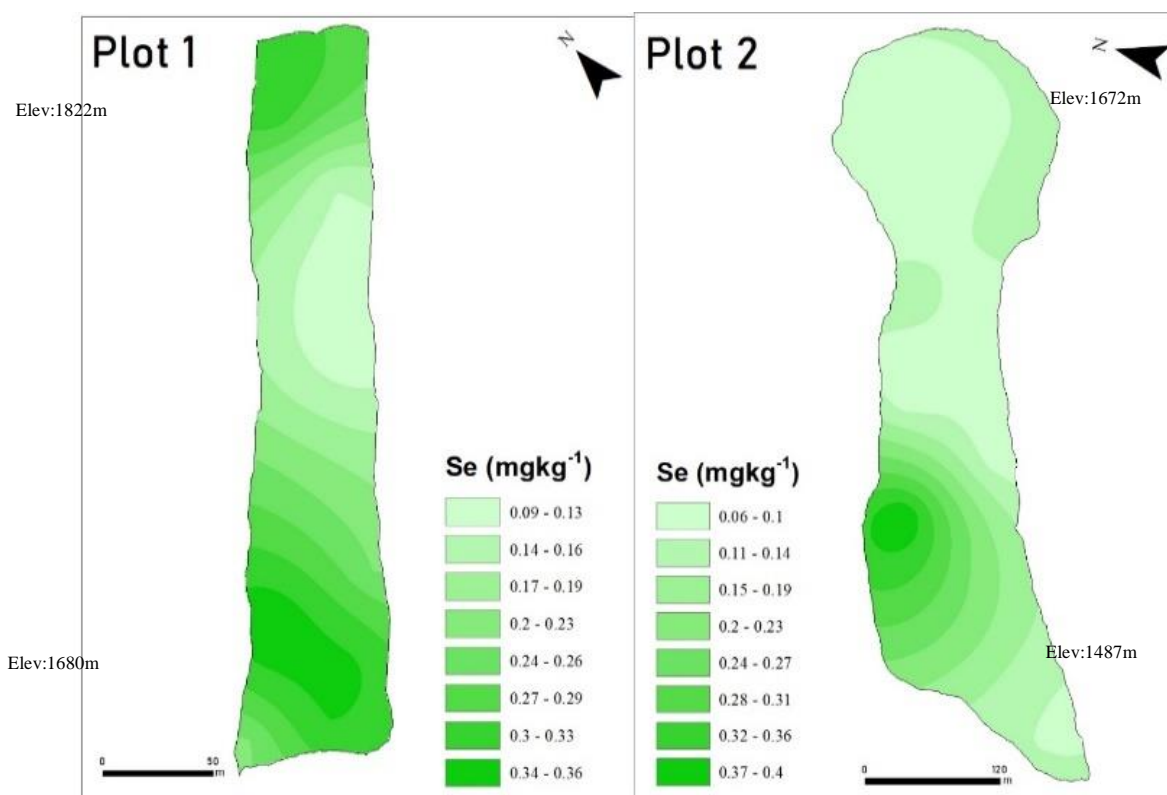 Plot 1
N
Elev:1822m
Elev:1680m
Se (mgkg⁻¹)
0.09 - 0.13
0.14 - 0.16
0.17 - 0.19
0.2 - 0.23
0.24 - 0.26
0.27 - 0.29
0.3 - 0.33
0.34 - 0.36
0 50
m
Plot 2
N
Elev:1672m
Elev:1487m
Se (mgkg⁻¹)
0.06 - 0.1
0.11 - 0.14
0.15 - 0.19
0.2 - 0.23
0.24 - 0.27
0.28 - 0.31
0.32 - 0.36
0.37 - 0.4
0 120
m